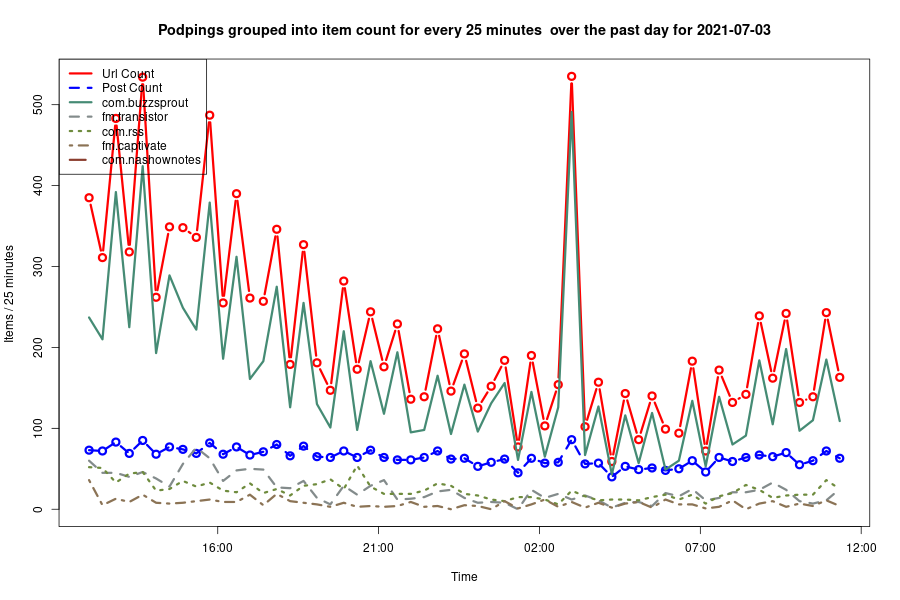 Podpings grouped into item count for every 25 minutes  over the past day for 2021-07-03
Url Count
Post Count
com.buzzsprout
fm.transistor
com.rss
fm.captivate
com.nashownotes
Items / 25 minutes
500
400
300
200
100
0
16:00 21:00 02:00 07:00 12:00
Time